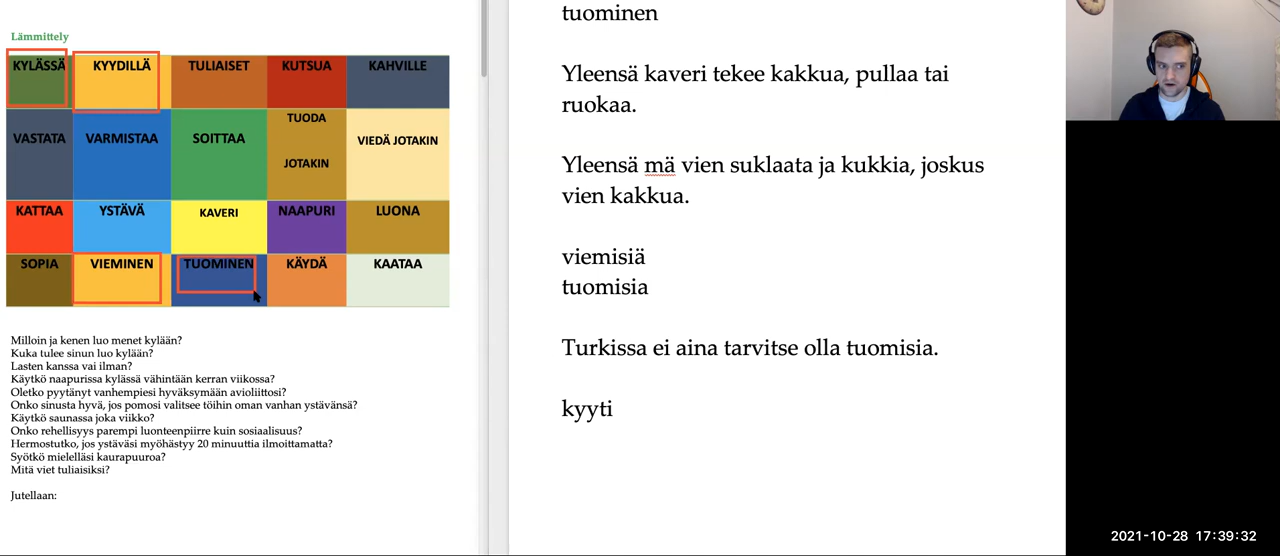 Lämmittely
KYLÄSSÄ KYYDILLÄ TULIAISET KUTSUA KAHVILLE
VASTATA VARMISTAA SOITTAA TUODA JOTAKIN VIEDÄ JOTAKIN
KATTAA YSTÄVÄ KAVERI NAAPURI LUONA
SOPIA VIEMINEN TUOMINEN KÄYDÄ KAATAA
Milloin ja kenen luo menet kylään?
Kuka tulee sinun luo kylään?
Lasten kanssa vai ilman?
Käytkö naapurissa kylässä vähintään kerran viikossa?
Oletko pyytänyt vanhempiesi hyväksymään avioliittosi?
Onko sinusta hyvä, jos pomosi valitsee töihin oman vanhan ystävänsä?
Käytkö saunassa joka viikko?
Onko rehellisyys parempi luonteenpiirre kuin sosiaalisuus?
Hermostutko, jos ystäväsi myöhästyy 20 minuuttia ilmoittamatta?
Syötkö mielelläsi kaurapuuroa?
Mitä viet tuliaisiksi?
Jutellaan:
tuominen
Yleensä kaveri tekee kakkua, pullaa tai
ruokaa.
Yleensä mä vien suklaata ja kukkia, joskus
vien kakkua.
viemisiä
tuomisia
Turkissa ei aina tarvitse olla tuomisia.
kyyti
2021-10-28 17:39:32